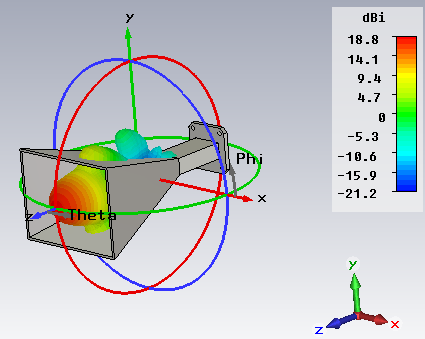 y
dBi
18.8
14.1
9.4
4.7
0
-5.3
-10.6
-15.9
-21.2
Phi
x
z
Theta
y
x
z